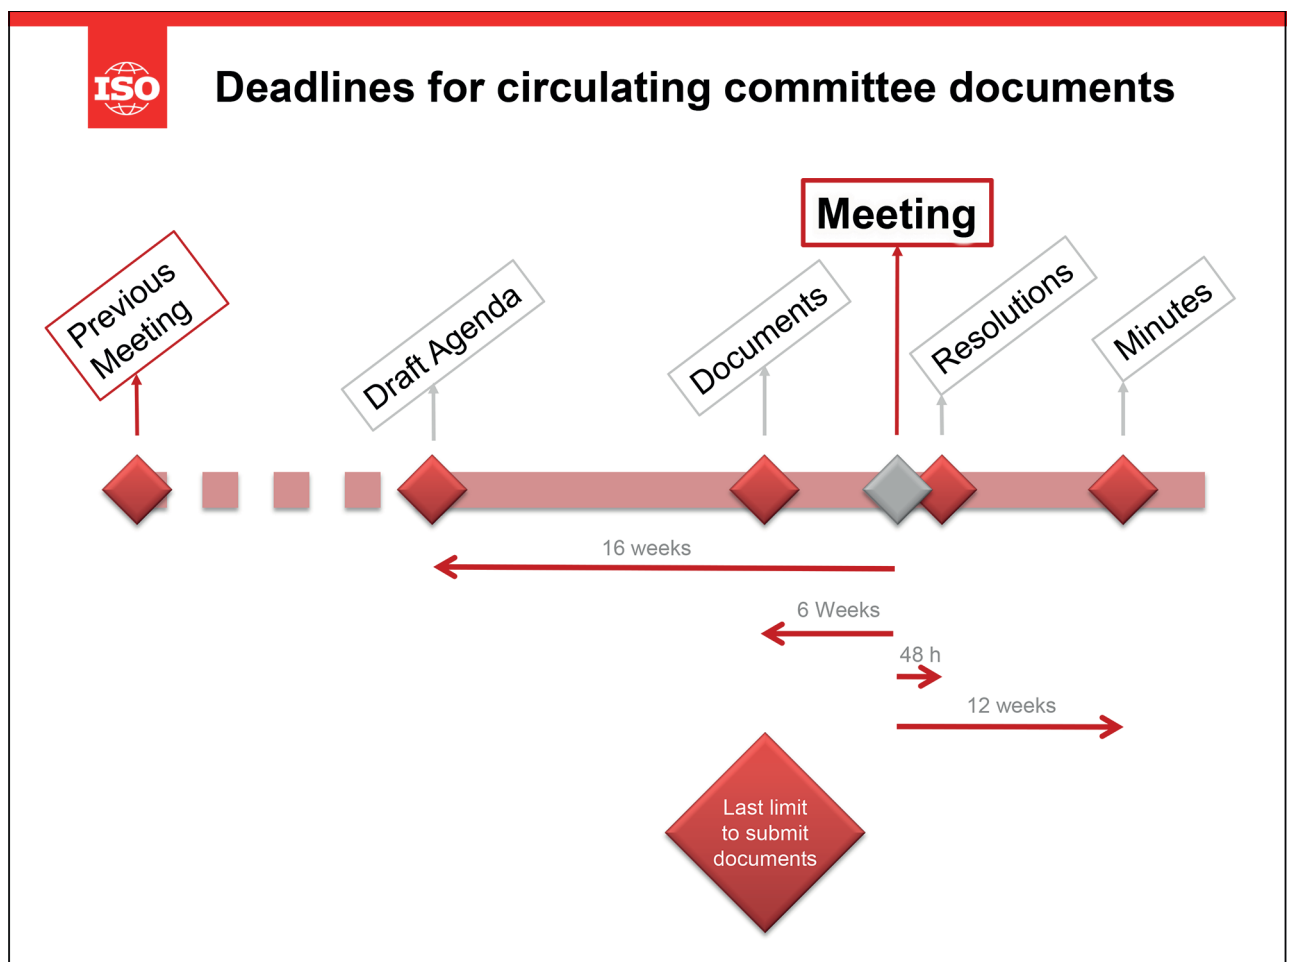 ISO
Deadlines for circulating committee documents
Meeting
Previous
Meeting
Draft Agenda
Documents
Resolutions
Minutes
16 weeks
6 Weeks
48 h
12 weeks
Last limit
to submit
documents